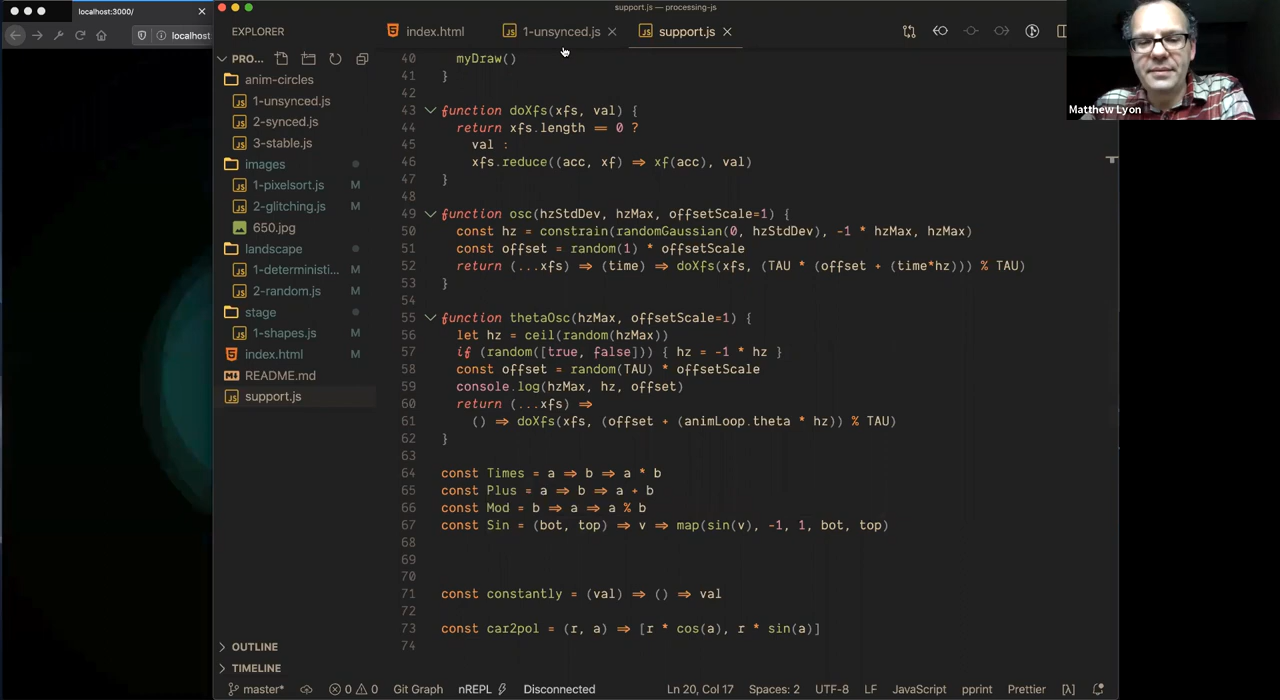 localhost:3000/
localhost
support.js — processing-js
EXPLORER
PRO...
anim-circles
1-unsynced.js
2-synced.js
3-stable.js
images
1-pixelsort.js M
2-glitching.js M
650.jpg
landscape
1-deterministi... M
2-random.js M
stage
1-shapes.js M
index.html M
README.md
support.js
OUTLINE
TIMELINE
index.html 1-unsynced.js support.js
40 myDraw()
41 }
42
43 function doXfs(xfs, val) {
44 return xfs.length == 0 ?
45 val :
46 xfs.reduce((acc, xf) => xf(acc), val)
47 }
48
49 function osc(hzStdDev, hzMax, offsetScale=1) {
50 const hz = constrain(randomGaussian(0, hzStdDev), -1 * hzMax, hzMax)
51 const offset = random(1) * offsetScale
52 return (...xfs) => (time) => doXfs(xfs, (TAU * (offset + (time*hz))) % TAU)
53 }
54
55 function thetaOsc(hzMax, offsetScale=1) {
56 let hz = ceil(random(hzMax))
57 if (random([true, false])) { hz = -1 * hz }
58 const offset = random(TAU) * offsetScale
59 console.log(hzMax, hz, offset)
60 return (...xfs) =>
61 () => doXfs(xfs, (offset + (animLoop.theta * hz)) % TAU)
62 }
63
64 const Times = a => b => a * b
65 const Plus = a => b => a + b
66 const Mod = b => a => a % b
67 const Sin = (bot, top) => v => map(sin(v), -1, 1, bot, top)
68
69
70
71 const constantly = (val) => () => val
72
73 const car2pol = (r, a) => [r * cos(a), r * sin(a)]
74
Matthew Lyon
master* 0 0 Git Graph nREPL Disconnected Ln 20, Col 17 Spaces: 2 UTF-8 LF JavaScript pprint Prettier [λ]